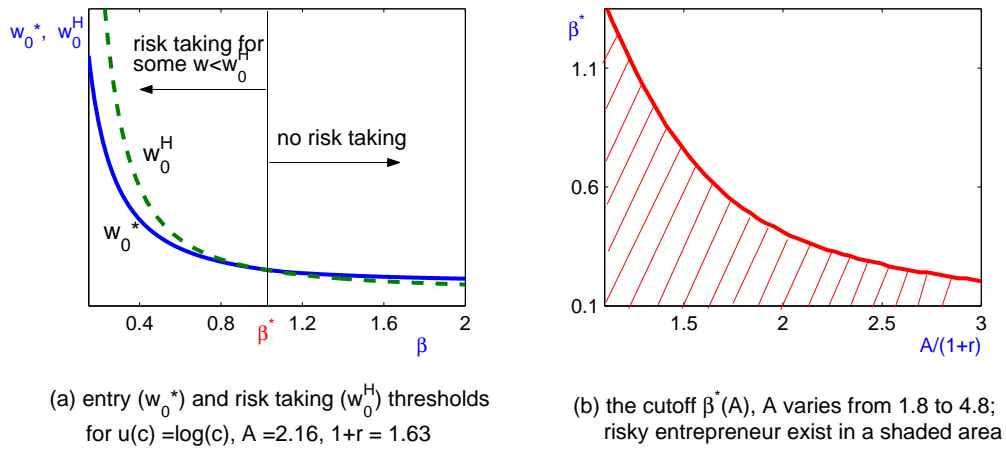 w₀*, w₀ᴴ
risk taking for
some w<w₀ᴴ
no risk taking
w₀ᴴ
w₀*
0.4
β*
1.2
1.6
2
β
(a) entry (w₀*) and risk taking (w₀ᴴ) thresholds
for u(c) =log(c), A =2.16, 1+r = 1.63
β*
1.1
0.6
0.1
1.5
2
2.5
3
A/(1+r)
(b) the cutoff β*(A), A varies from 1.8 to 4.8;
risky entrepreneur exist in a shaded area
0.8